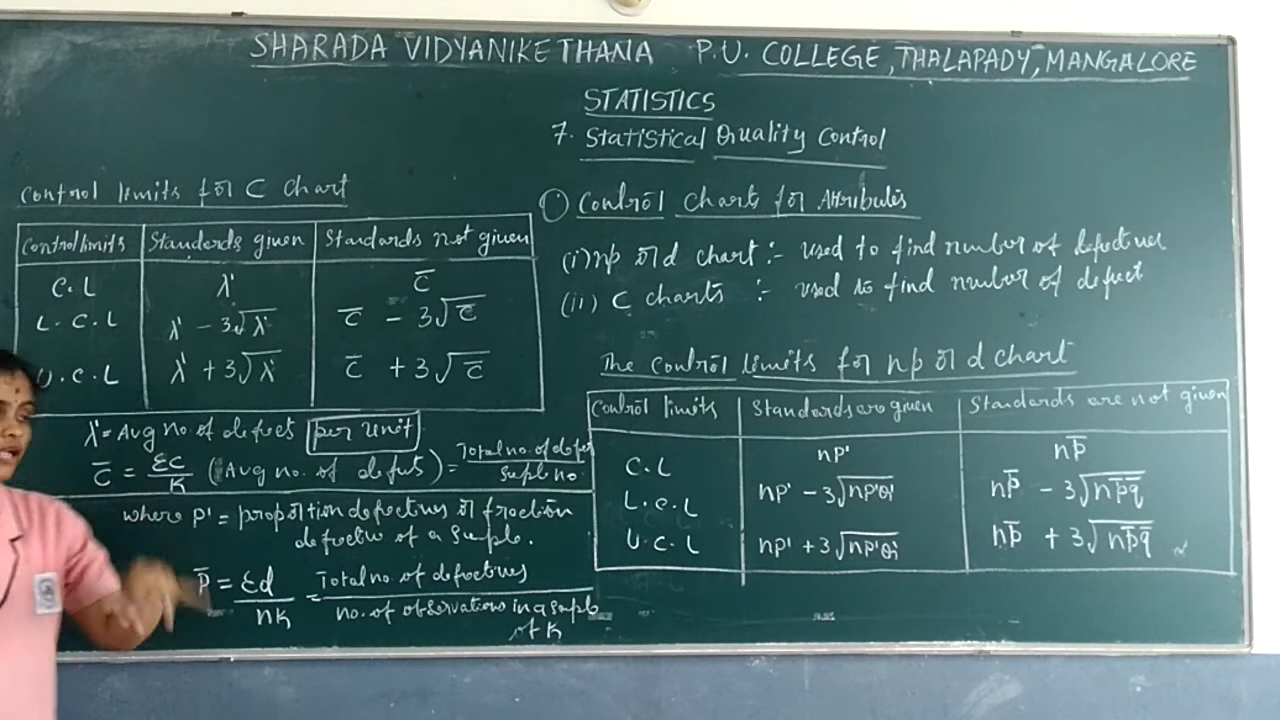 SHARADA VIDYANIKETHANA P.U. COLLEGE, THALAPADY, MANGALORE
STATISTICS
7. Statistical Quality Control
Control limits for C chart
Control limits | Standards given | Standards not given
C.L | λ' | c̅
L.C.L | λ' - 3√λ' | c̅ - 3√c̅
U.C.L | λ' + 3√λ' | c̅ + 3√c̅
λ' = Avg no. of defects per unit
c̅ = Σc/k (Avg no. of defects) = Total no. of defec / sample no.
where P' = proportion defectives or fraction
defective of a sample.
p̅ = Σd/nk = Total no. of defectives / no. of observations in a sample
of k
① Control charts for Attributes
(i) np or d chart :- used to find number of defectives
(ii) C charts :- used to find number of defect
The control limits for np or d chart
Control limits | Standards are given | Standards are not given
C.L | nP' | np̅
L.C.L | nP' - 3√nP'Q' | np̅ - 3√np̅q̅
U.C.L | nP' + 3√nP'Q' | np̅ + 3√np̅q̅